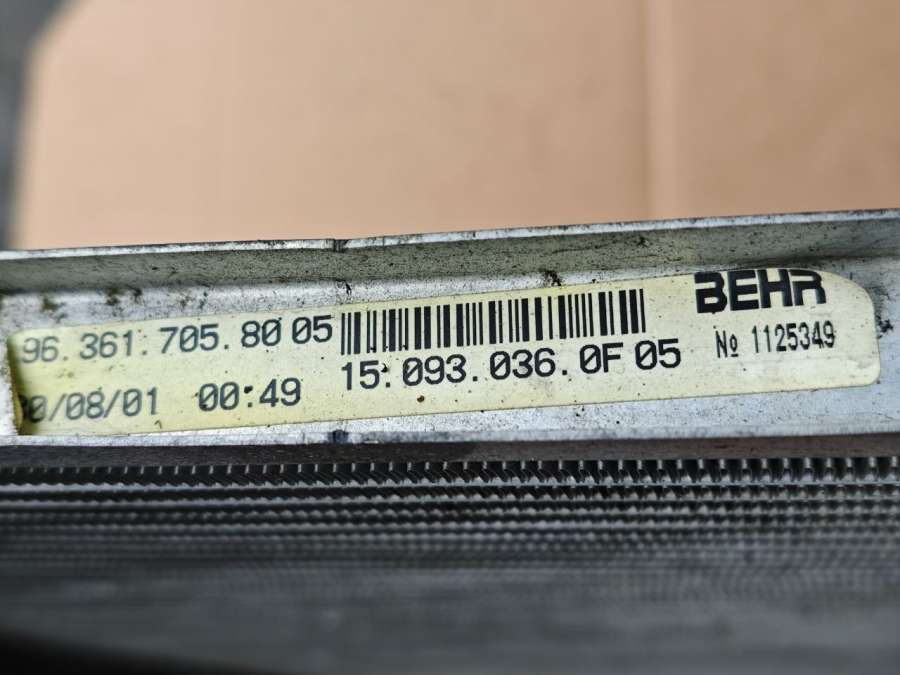 BEHR
96.361.705.80 05
15.093.036.0F 05
№ 1125349
/08/01 00:49